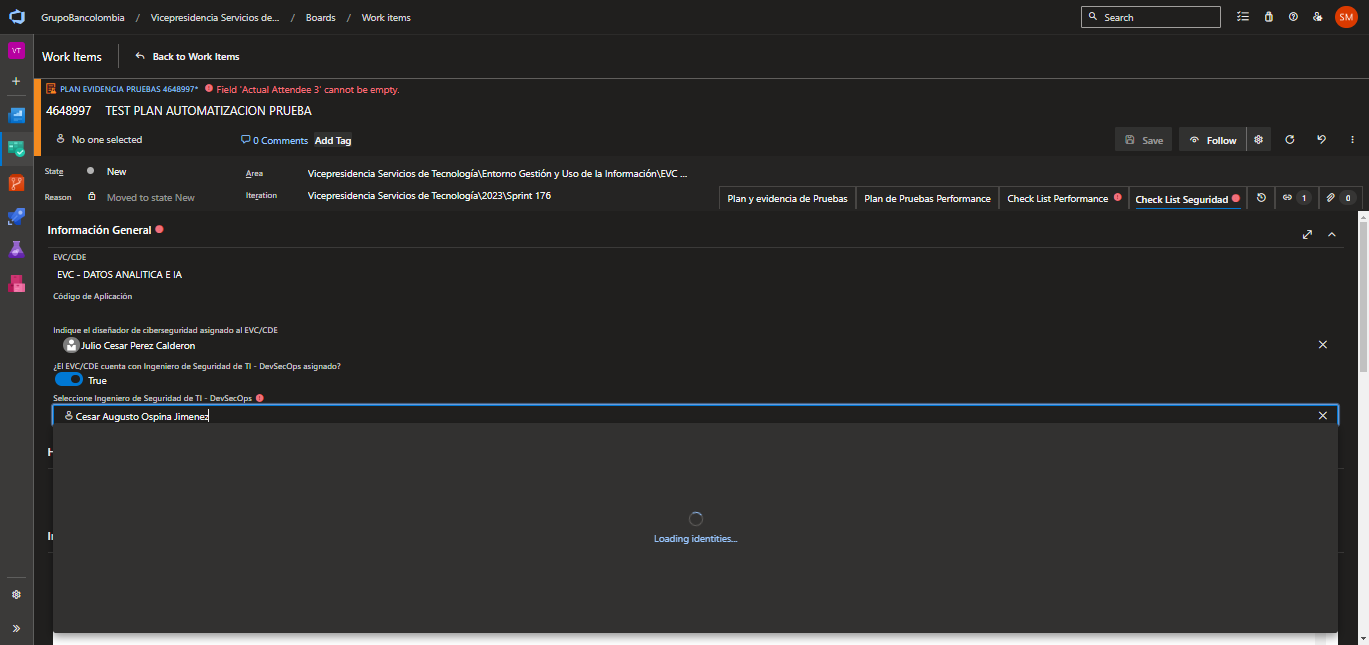 GrupoBancolombia / Vicepresidencia Servicios de... / Boards / Work items
Search
SM
VT
Work Items
Back to Work Items
PLAN EVIDENCIA PRUEBAS 4648997*
Field 'Actual Attendee 3' cannot be empty.
4648997 TEST PLAN AUTOMATIZACION PRUEBA
No one selected
0 Comments
Add Tag
Save
Follow
State New
Area Vicepresidencia Servicios de Tecnología\Entorno Gestión y Uso de la Información\EVC ...
Reason Moved to state New
Iteration Vicepresidencia Servicios de Tecnología\2023\Sprint 176
Plan y evidencia de Pruebas
Plan de Pruebas Performance
Check List Performance
Check List Seguridad
1
0
Información General
EVC/CDE
EVC - DATOS ANALITICA E IA
Código de Aplicación
Indique el diseñador de ciberseguridad asignado al EVC/CDE
Julio Cesar Perez Calderon
¿El EVC/CDE cuenta con Ingeniero de Seguridad de TI - DevSecOps asignado?
True
Seleccione Ingeniero de Seguridad de TI - DevSecOps
Cesar Augusto Ospina Jimenez
Loading identities...